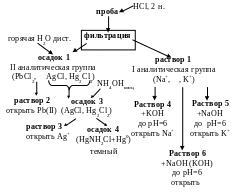 проба
HCl, 2 н.
горячая H2O дист.
фильтрация
осадок 1
II аналитическая группа
(PbCl2, AgCl, Hg2Cl2)
раствор 1
I аналитическая группа
(Na+, , K+)
NH4OH
раствор 2
открыть Pb(II)
осадок 3
(AgCl, Hg2Cl2)
раствор 3
открыть Ag+
осадок 4
(HgNH2Cl+Hg0)
темный
Раствор 4
+KOH
до pH=6
открыть Na+
Раствор 5
+NaOH
до pH=6
открыть K+
Раствор 6
+NaOH (KOH)
до pH=6
открыть